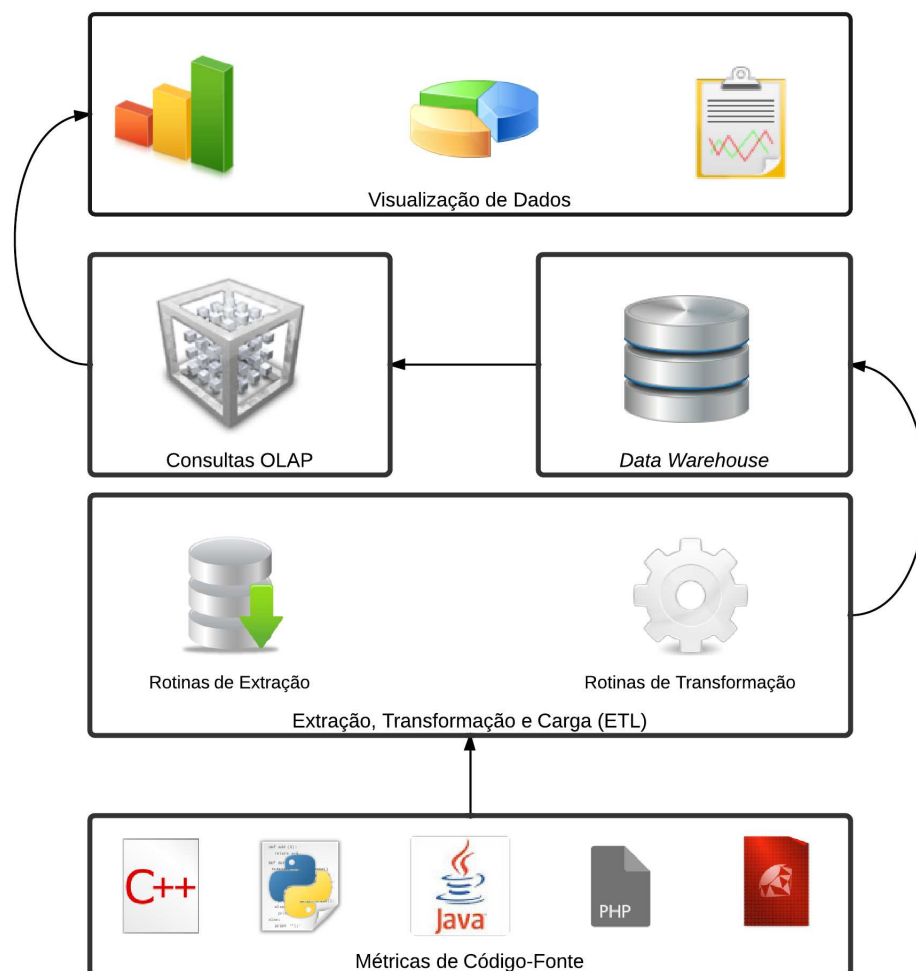 Visualização de Dados
Consultas OLAP
Data Warehouse
Rotinas de Extração
Rotinas de Transformação
Extração, Transformação e Carga (ETL)
C++
Java
PHP
Métricas de Código-Fonte